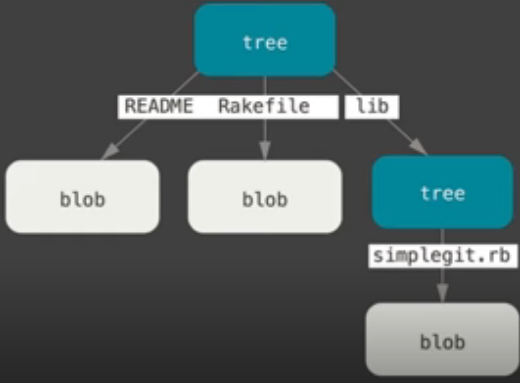 tree
README Rakefile lib
blob blob tree
simplegit.rb
blob